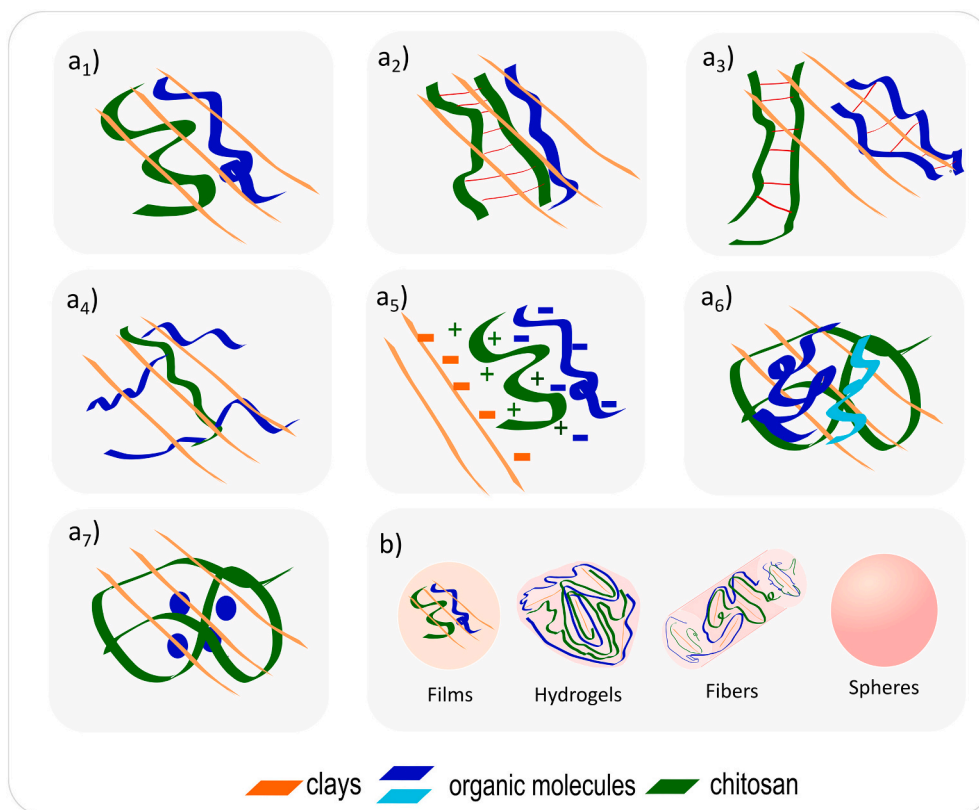 a₁)
a₂)
a₃)
a₄)
a₅)
a₆)
a₇)
b)
Films
Hydrogels
Fibers
Spheres
clays
organic molecules
chitosan